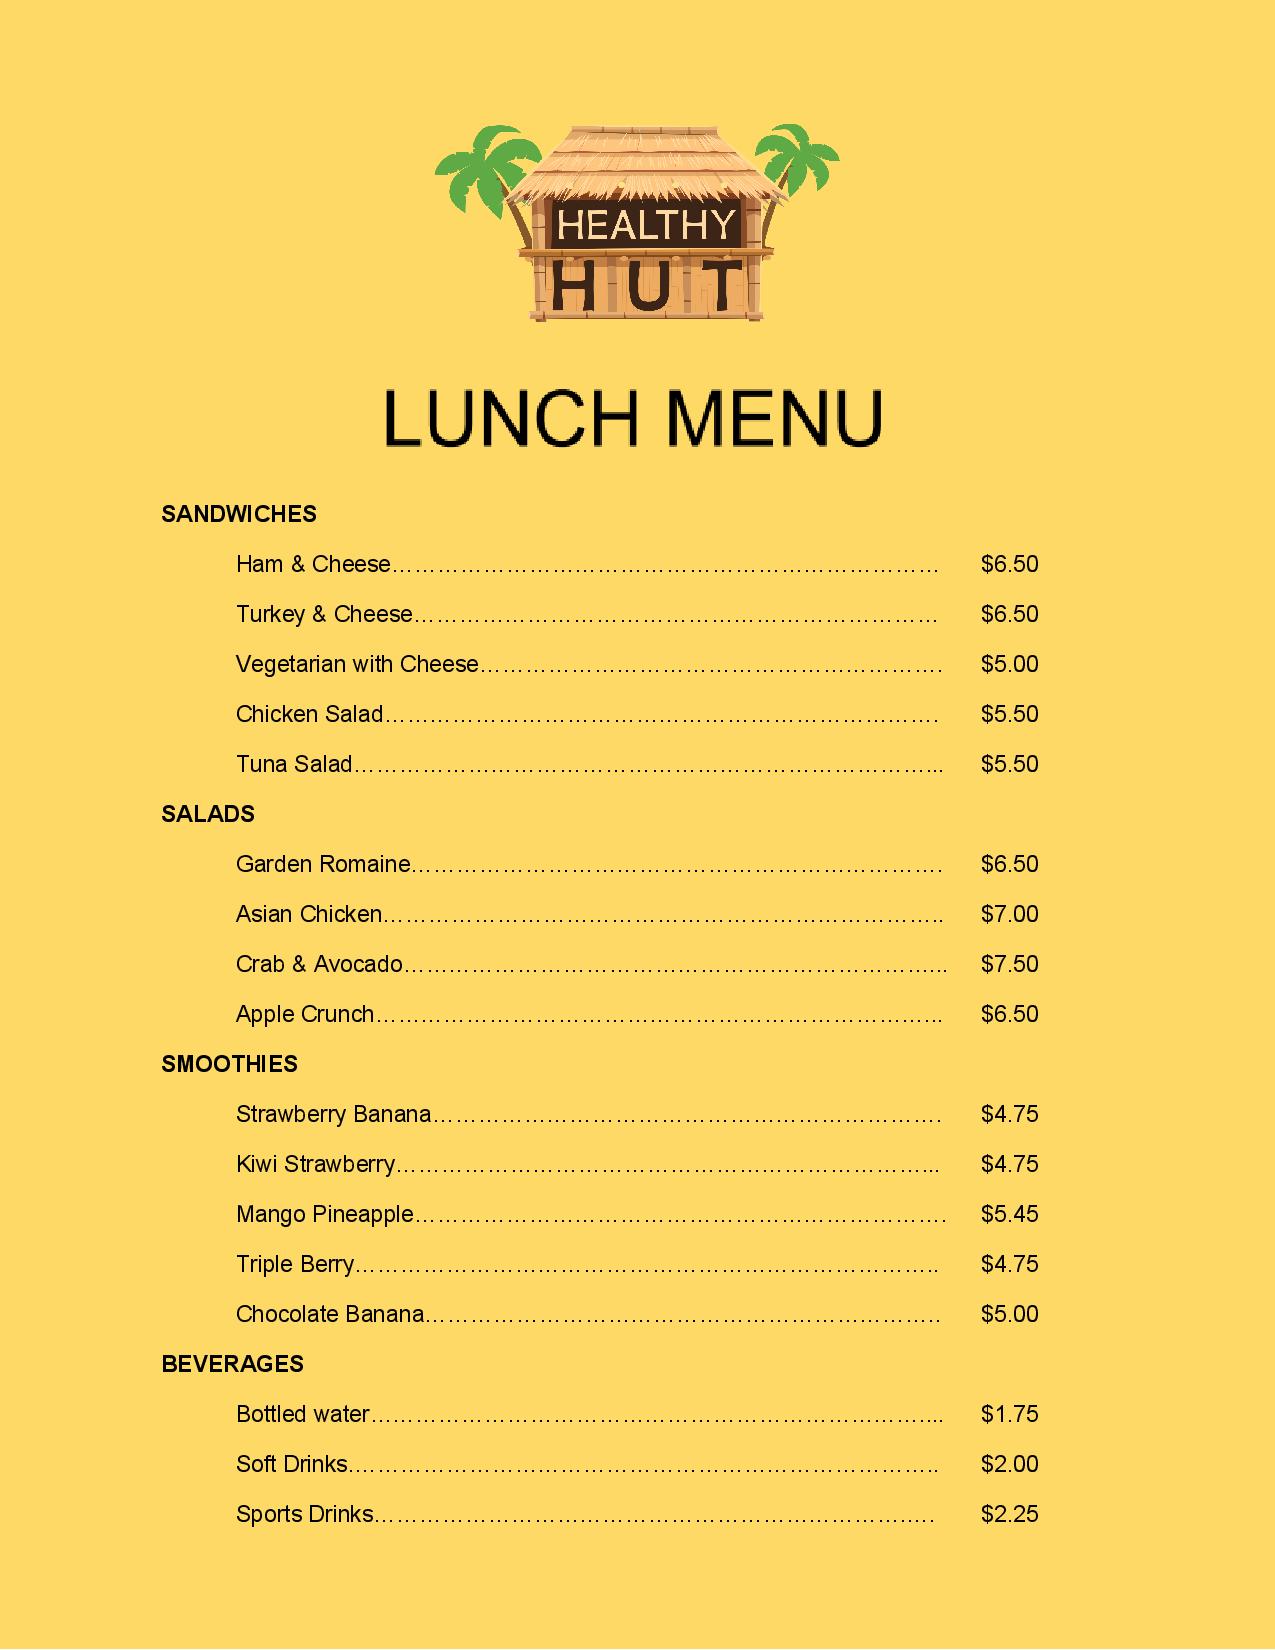 HEALTHY
HUT
LUNCH MENU
SANDWICHES
Ham & Cheese……………………………………………………………… $6.50
Turkey & Cheese…………………………………………………………… $6.50
Vegetarian with Cheese……………………………………………………. $5.00
Chicken Salad………………………………………………………………. $5.50
Tuna Salad…………………………………………………………………... $5.50
SALADS
Garden Romaine……………………………………………………………. $6.50
Asian Chicken……………………………………………………………….. $7.00
Crab & Avocado……………………………………………………………... $7.50
Apple Crunch………………………………………………………………... $6.50
SMOOTHIES
Strawberry Banana…………………………………………………………. $4.75
Kiwi Strawberry……………………………………………………………... $4.75
Mango Pineapple……………………………………………………………. $5.45
Triple Berry………………………………………………………………….. $4.75
Chocolate Banana………………………………………………………….. $5.00
BEVERAGES
Bottled water………………………………………………………………... $1.75
Soft Drinks………………………………………………………………….. $2.00
Sports Drinks……………………………………………………………….. $2.25